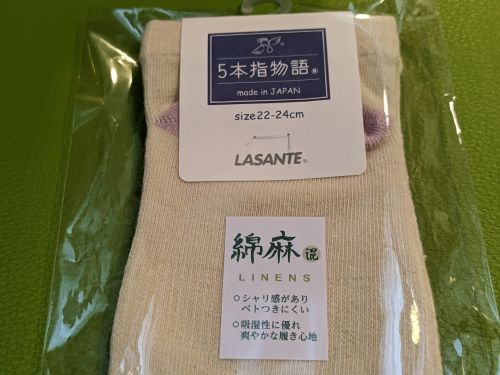 5本指物語®
made in JAPAN
size22-24cm
LASANTE®
綿麻混
LINENS
○シャリ感があり
ベトつきにくい
○吸湿性に優れ
爽やかな履き心地